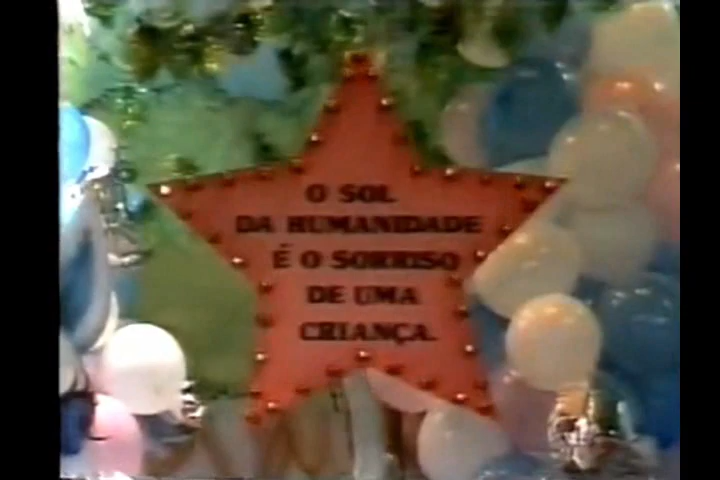 O SOL
DA HUMANIDADE
É O SORRISO
DE UMA
CRIANÇA.